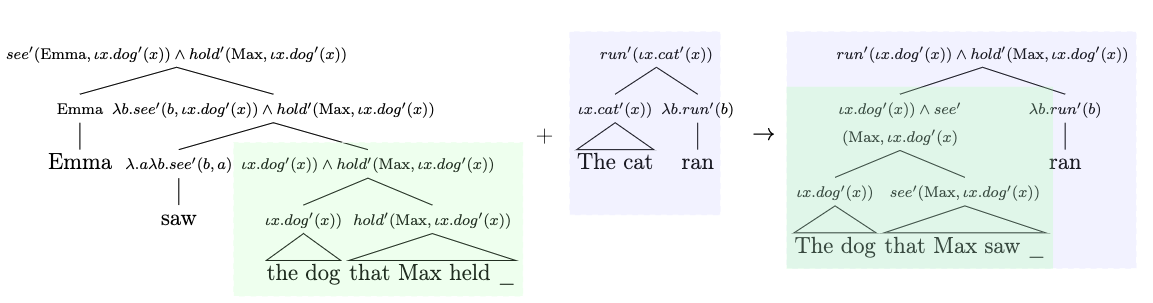 see′(Emma, ιx.dog′(x)) ∧ hold′(Max, ιx.dog′(x))
Emma λb.see′(b, ιx.dog′(x)) ∧ hold′(Max, ιx.dog′(x))
Emma λ.aλb.see′(b, a) ιx.dog′(x)) ∧ hold′(Max, ιx.dog′(x))
saw
ιx.dog′(x)) hold′(Max, ιx.dog′(x))
the dog that Max held _
+
run′(ιx.cat′(x))
ιx.cat′(x)) λb.run′(b)
The cat ran
→
run′(ιx.dog′(x)) ∧ hold′(Max, ιx.dog′(x))
ιx.dog′(x)) ∧ see′ λb.run′(b)
(Max, ιx.dog′(x)
ran
ιx.dog′(x)) see′(Max, ιx.dog′(x))
The dog that Max saw _